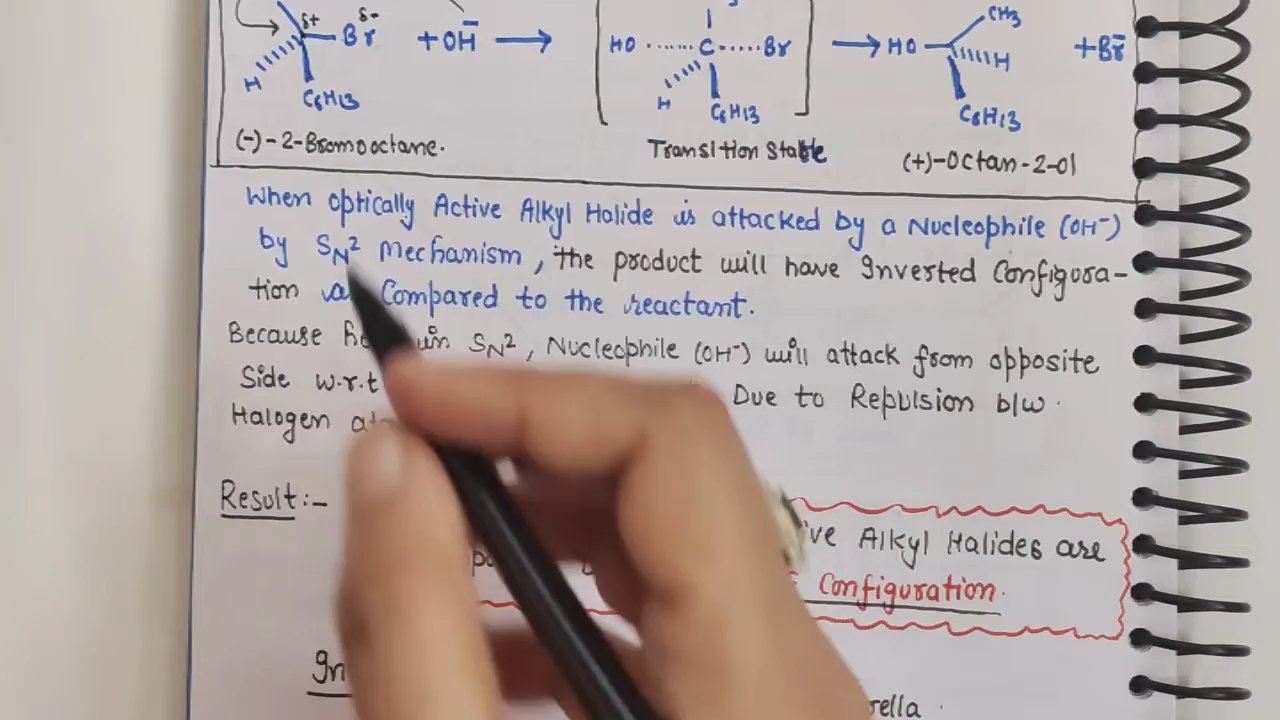 δ+ δ-
Br + OH̄ → HO C Br → HO CH3 H + Br̄
H H
C6H13 C6H13 C6H13
(-)-2-Bromooctane. Transition State (+)-Octan-2-ol
When optically Active Alkyl Halide is attacked by a Nucleophile (OH⁻)
by SN² Mechanism, the product will have Inverted Configura-
tion Compared to the reactant.
Because in SN², Nucleophile (OH⁻) will attack from opposite
Side w.r.t Due to Repulsion b/w.
Halogen
Result:-
Alkyl Halides are
Configuration.